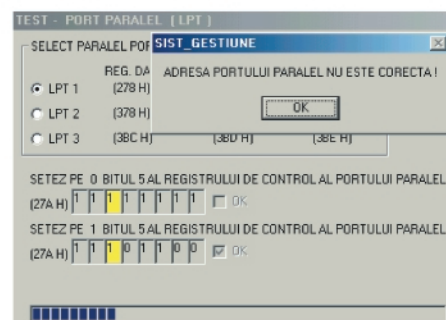 TEST - PORT PARALEL ( LPT )
SELECT PARALEL POR
SIST_GESTIUNE
ADRESA PORTULUI PARALEL NU ESTE CORECTA !
OK
REG. DA
LPT 1 (278 H)
LPT 2 (378 H)
LPT 3 (3BC H) (3BD H) (3BE H)
SETEZ PE 0 BITUL 5 AL REGISTRULUI DE CONTROL AL PORTULUI PARALEL
(27A H) 1 1 1 1 1 1 1 1 OK
SETEZ PE 1 BITUL 5 AL REGISTRULUI DE CONTROL AL PORTULUI PARALEL
(27A H) 1 1 1 0 1 1 0 0 OK